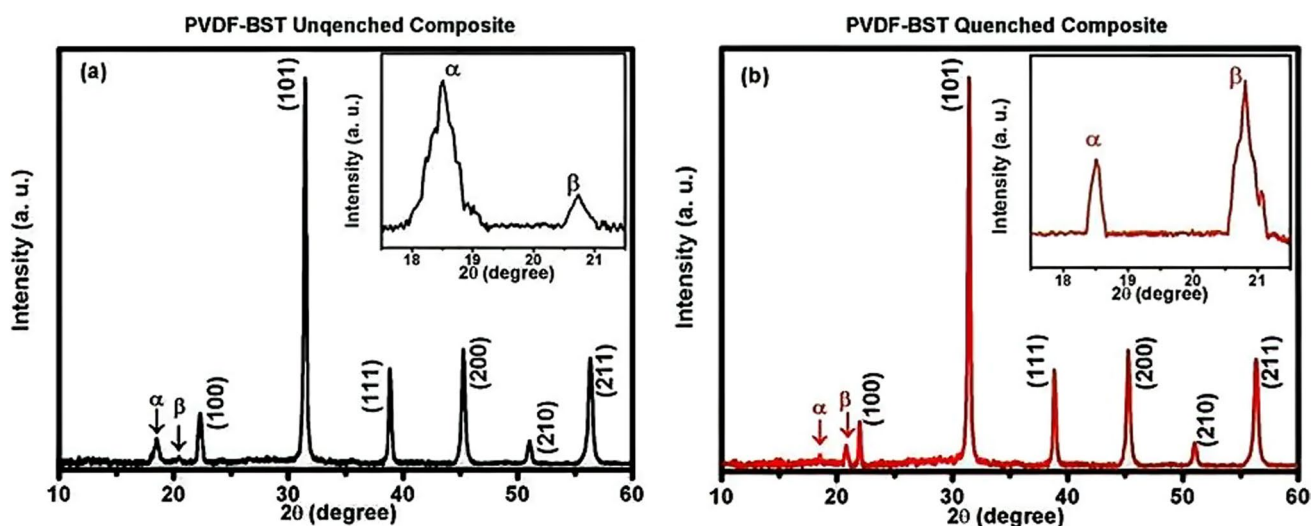 PVDF-BST Unqenched Composite
(a)
Intensity (a. u.)
α
β
(100)
(101)
(111)
(200)
(210)
(211)
10 20 30 40 50 60
2θ (degree)
Intensity (a. u.)
α
β
18 19 20 21
2θ (degree)
PVDF-BST Quenched Composite
(b)
Intensity (a. u.)
α
β
(100)
(101)
(111)
(200)
(210)
(211)
10 20 30 40 50 60
2θ (degree)
Intensity (a. u.)
α
β
18 19 20 21
2θ (degree)